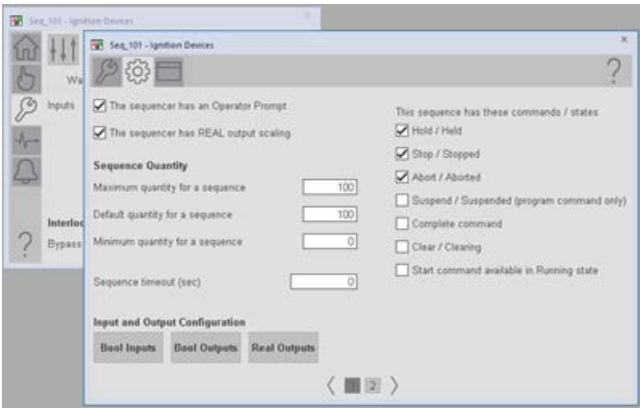 Seq_101 - Ignition Devices
Seq_101 - Ignition Devices
Wa
Inputs
Interloc
Bypass
?
?
The sequencer has an Operator Prompt
The sequencer has REAL output scaling
Sequence Quantity
Maximum quantity for a sequence 100
Default quantity for a sequence 100
Minimum quantity for a sequence 0
Sequence timeout (sec) 0
Input and Output Configuration
Bool Inputs Bool Outputs Real Outputs
This sequence has these commands / states
Hold / Held
Stop / Stopped
Abort / Aborted
Suspend / Suspended (program command only)
Complete command
Clear / Clearing
Start command available in Running state
1 2